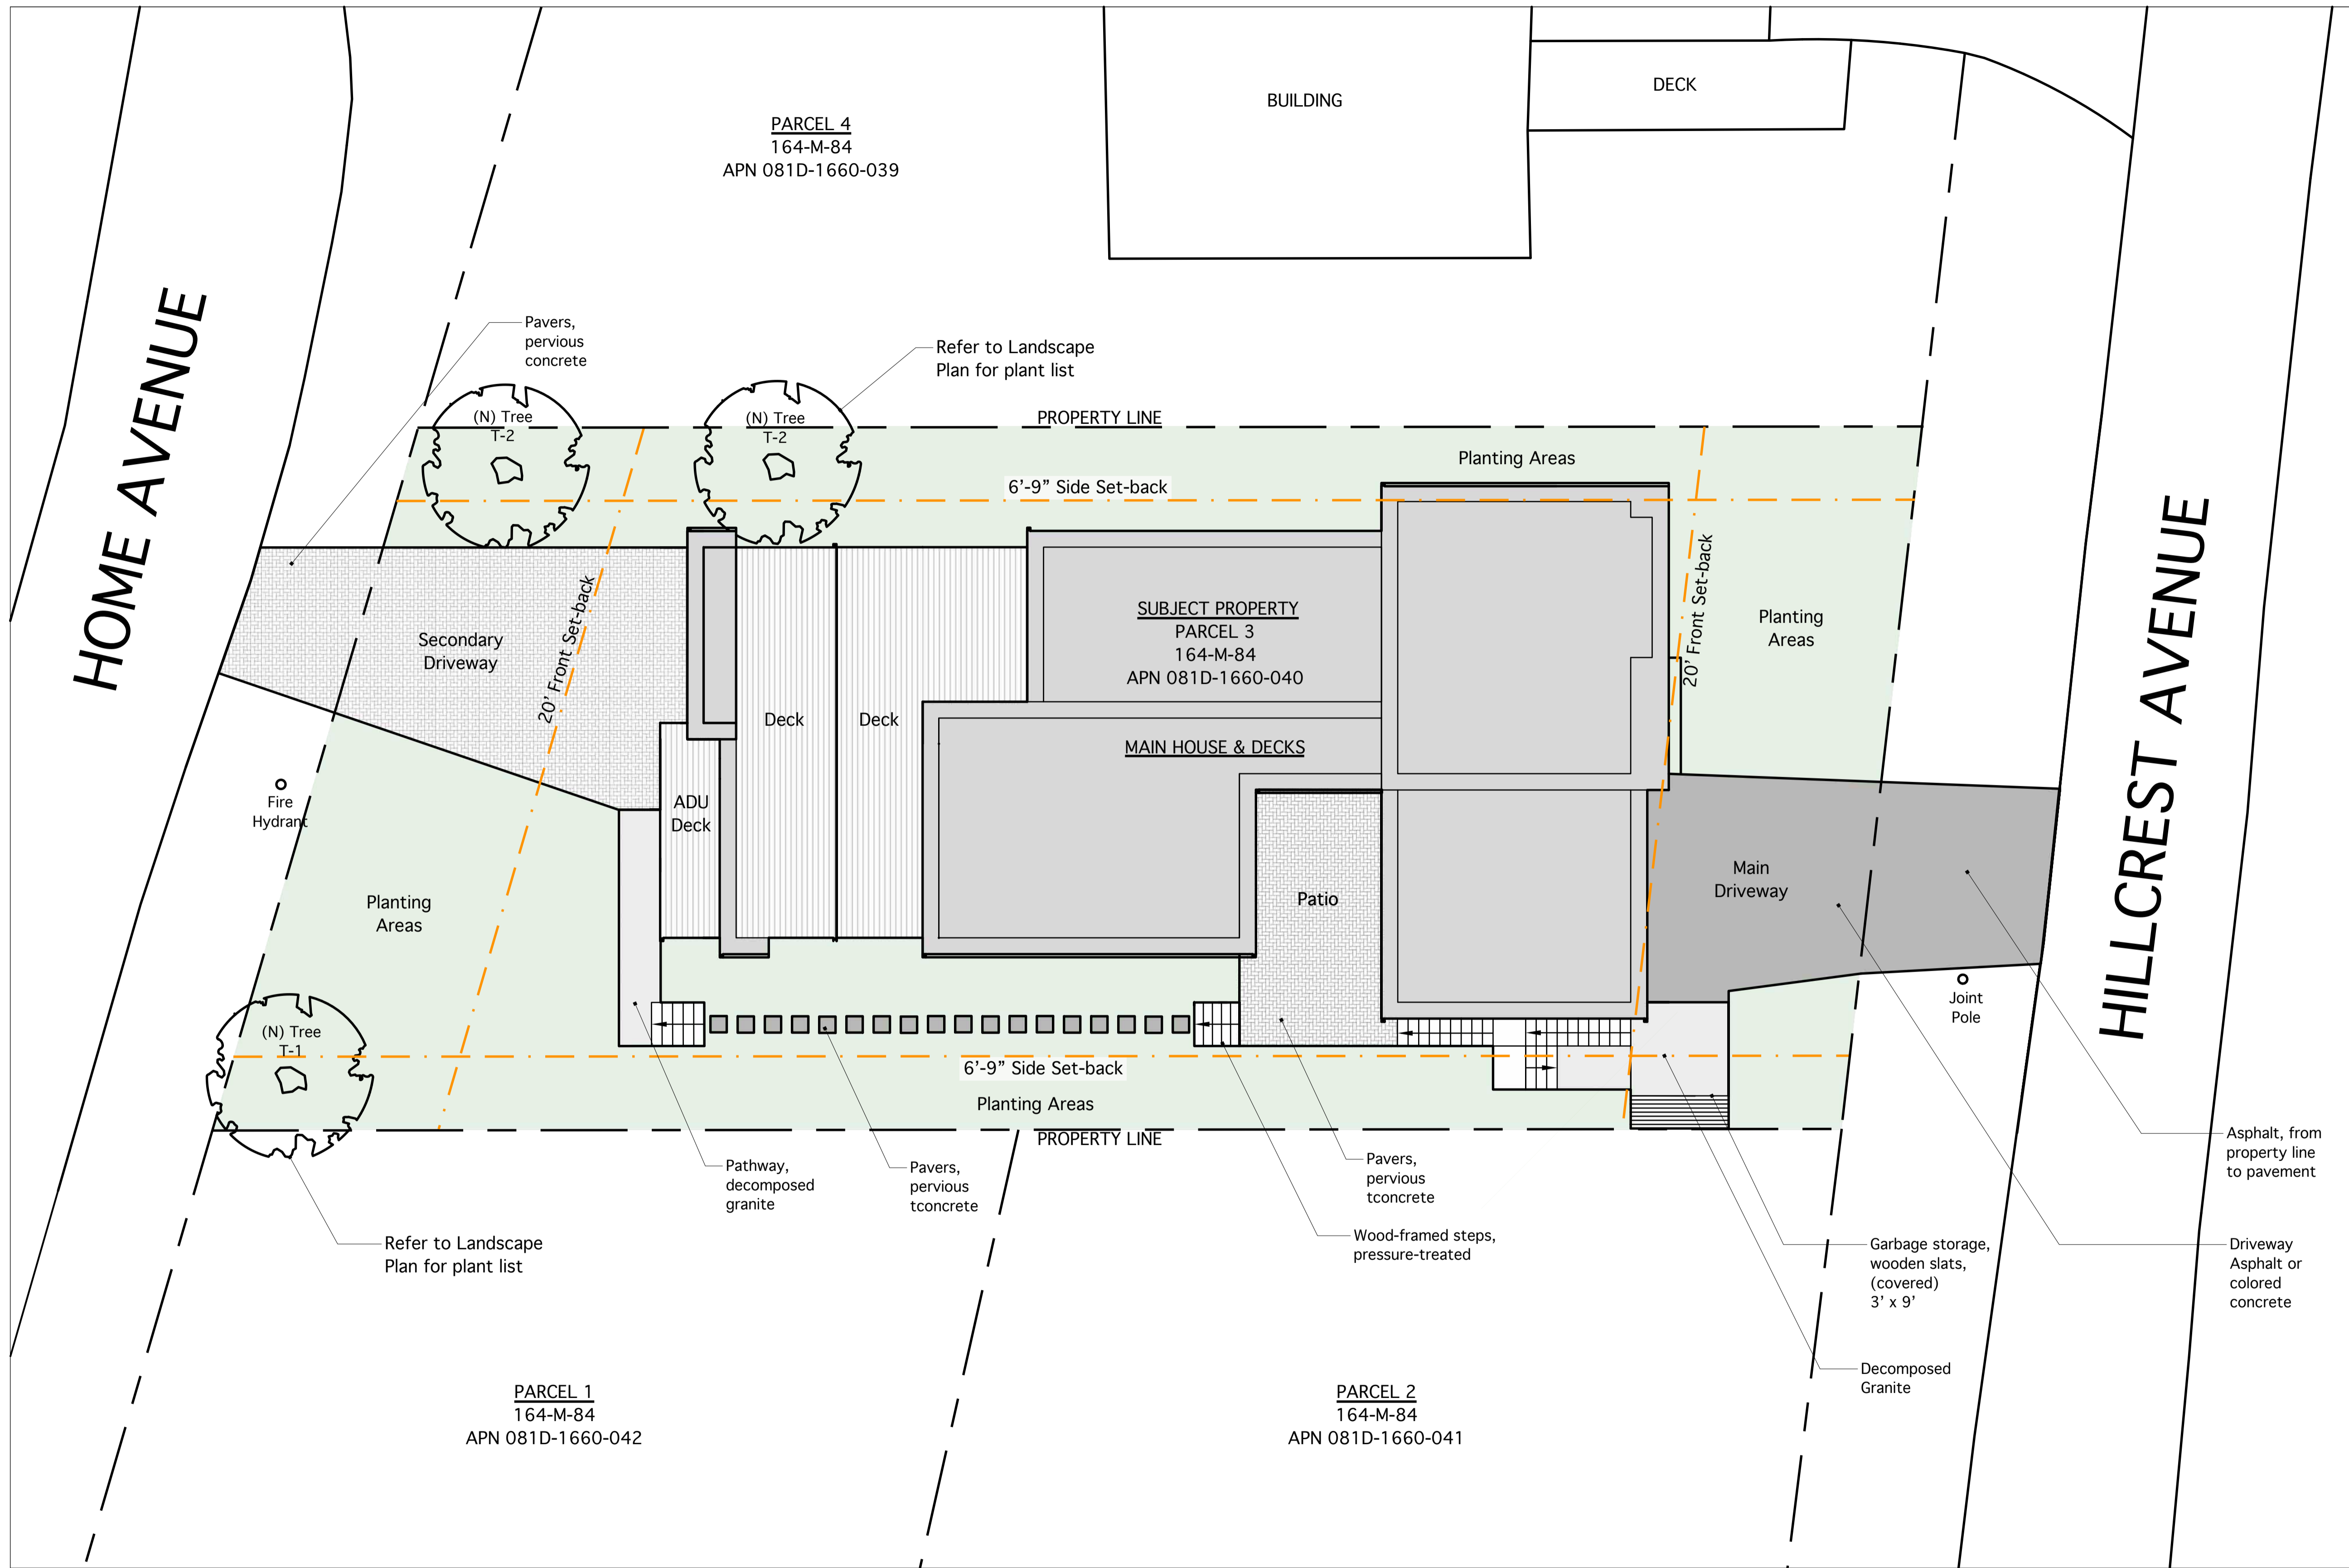 BUILDING
DECK
PARCEL 4
164-M-84
APN 081D-1660-039
HOME AVENUE
Pavers,
pervious
concrete
Refer to Landscape
Plan for plant list
(N) Tree
T-2
(N) Tree
T-2
PROPERTY LINE
Planting Areas
6’-9” Side Set-back
HILLCREST AVENUE
20’ Front Set-back
20’ Front Set-back
Secondary
Driveway
SUBJECT PROPERTY
PARCEL 3
164-M-84
APN 081D-1660-040
Planting
Areas
Deck
Deck
MAIN HOUSE & DECKS
ADU
Deck
Fire
Hydrant
Main
Driveway
Patio
Planting
Areas
Joint
Pole
(N) Tree
T-1
6’-9” Side Set-back
Planting Areas
PROPERTY LINE
Pathway,
decomposed
granite
Pavers,
pervious
tconcrete
Pavers,
pervious
tconcrete
Asphalt, from
property line
to pavement
Refer to Landscape
Plan for plant list
Wood-framed steps,
pressure-treated
Garbage storage,
wooden slats,
(covered)
3’ x 9’
Driveway
Asphalt or
colored
concrete
Decomposed
Granite
PARCEL 1
164-M-84
APN 081D-1660-042
PARCEL 2
164-M-84
APN 081D-1660-041